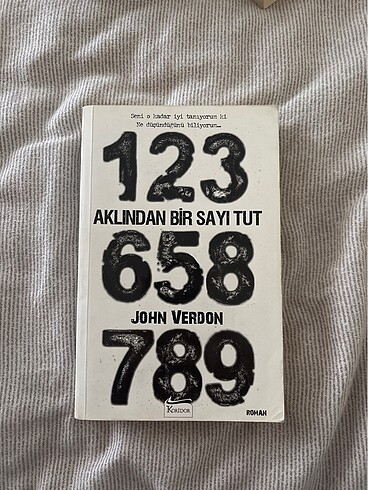 Seni o kadar iyi tanıyorum ki
Ne düşündüğünü biliyorum...
123
AKLINDAN BİR SAYI TUT
658
JOHN VERDON
789
KORİDOR
ROMAN